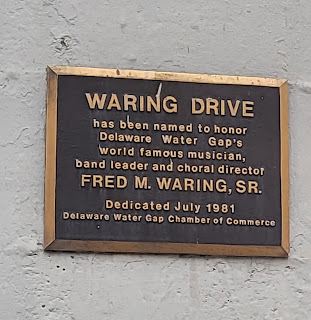 WARING DRIVE
has been named to honor
Delaware Water Gap's
world famous musician,
band leader and choral director
FRED M. WARING, SR.
Dedicated July 1981
Delaware Water Gap Chamber of Commerce